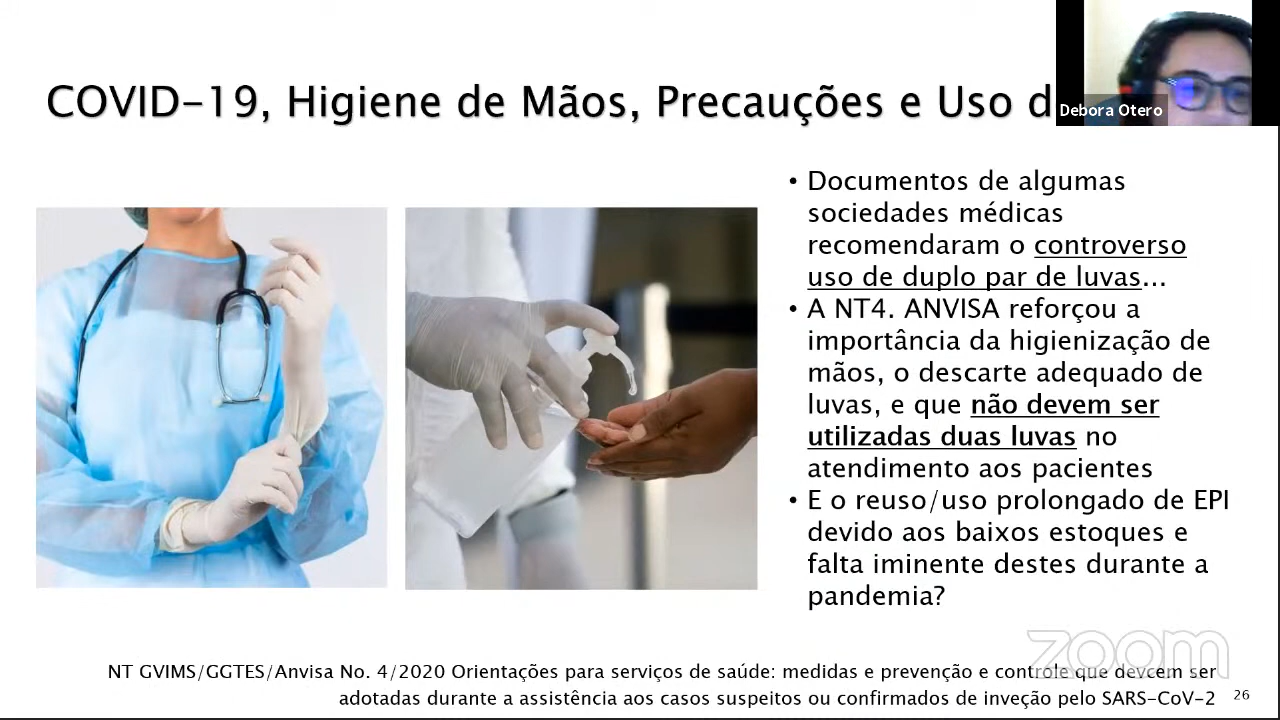 COVID-19, Higiene de Mãos, Precauções e Uso d
Debora Otero
• Documentos de algumas
sociedades médicas
recomendaram o controverso
uso de duplo par de luvas...
• A NT4. ANVISA reforçou a
importância da higienização de
mãos, o descarte adequado de
luvas, e que não devem ser
utilizadas duas luvas no
atendimento aos pacientes
• E o reuso/uso prolongado de EPI
devido aos baixos estoques e
falta iminente destes durante a
pandemia?
zoom
NT GVIMS/GGTES/Anvisa No. 4/2020 Orientações para serviços de saúde: medidas e prevenção e controle que devcem ser
adotadas durante a assistência aos casos suspeitos ou confirmados de inveção pelo SARS-CoV-2
26